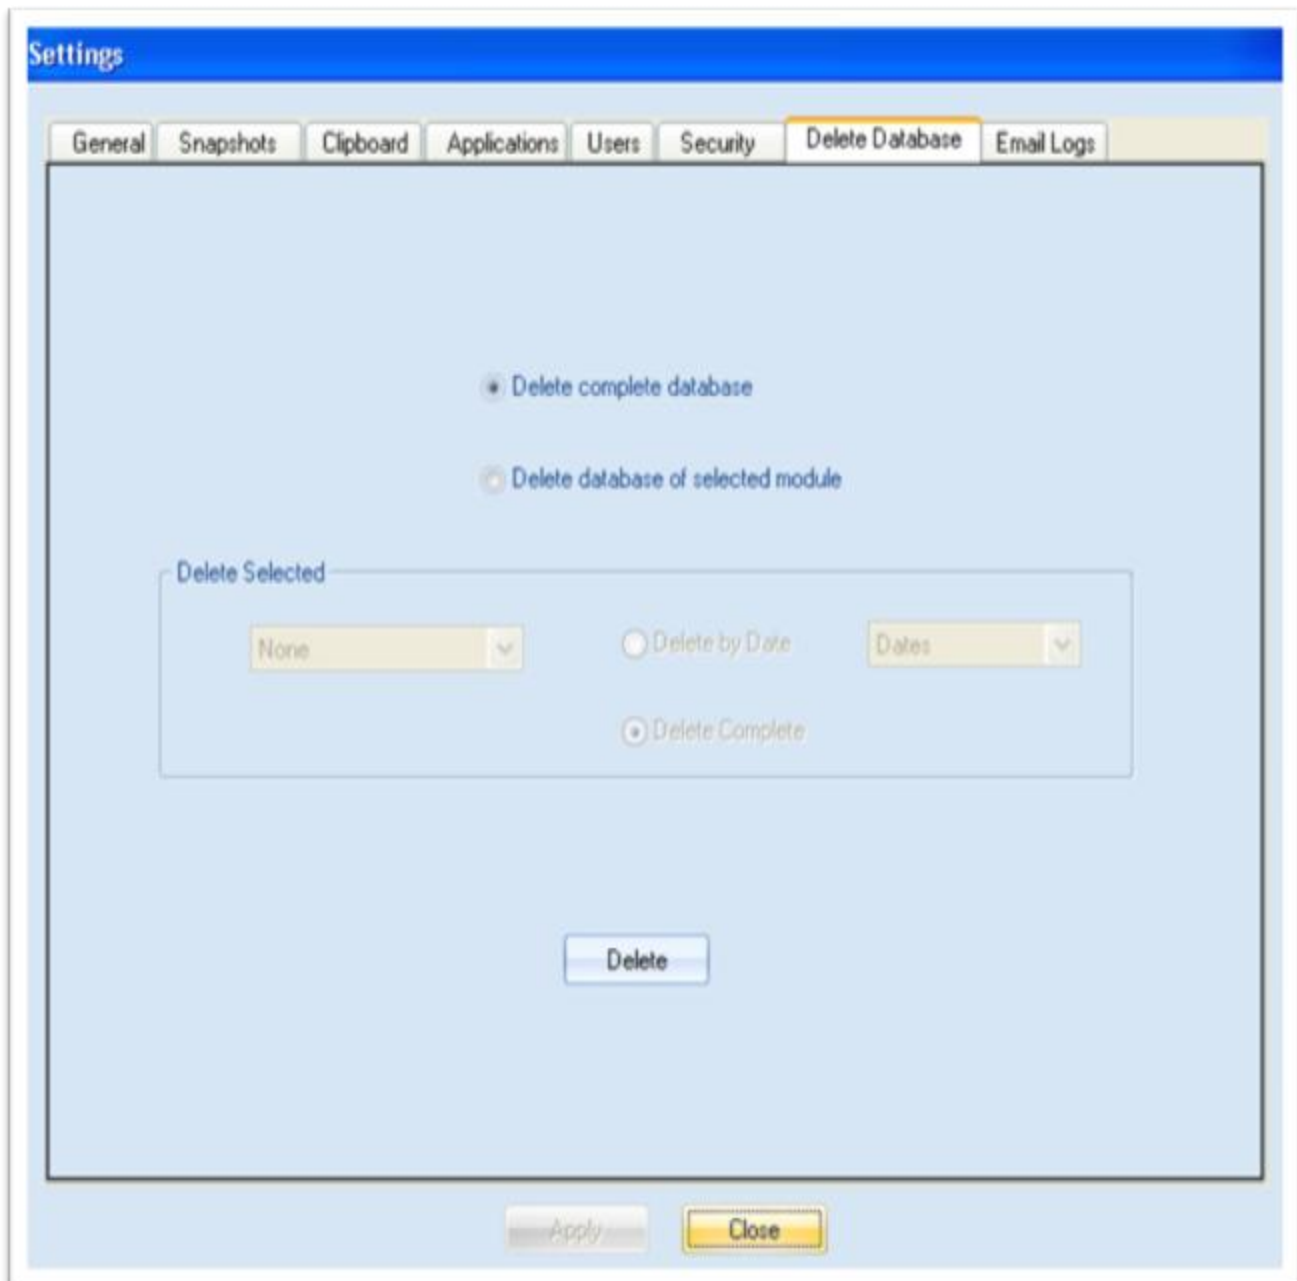 Settings
General Snapshots Clipboard Applications Users Security Delete Database Email Logs
Delete complete database
Delete database of selected module
Delete Selected
None Delete by Date Dates
Delete Complete
Delete
Apply Close